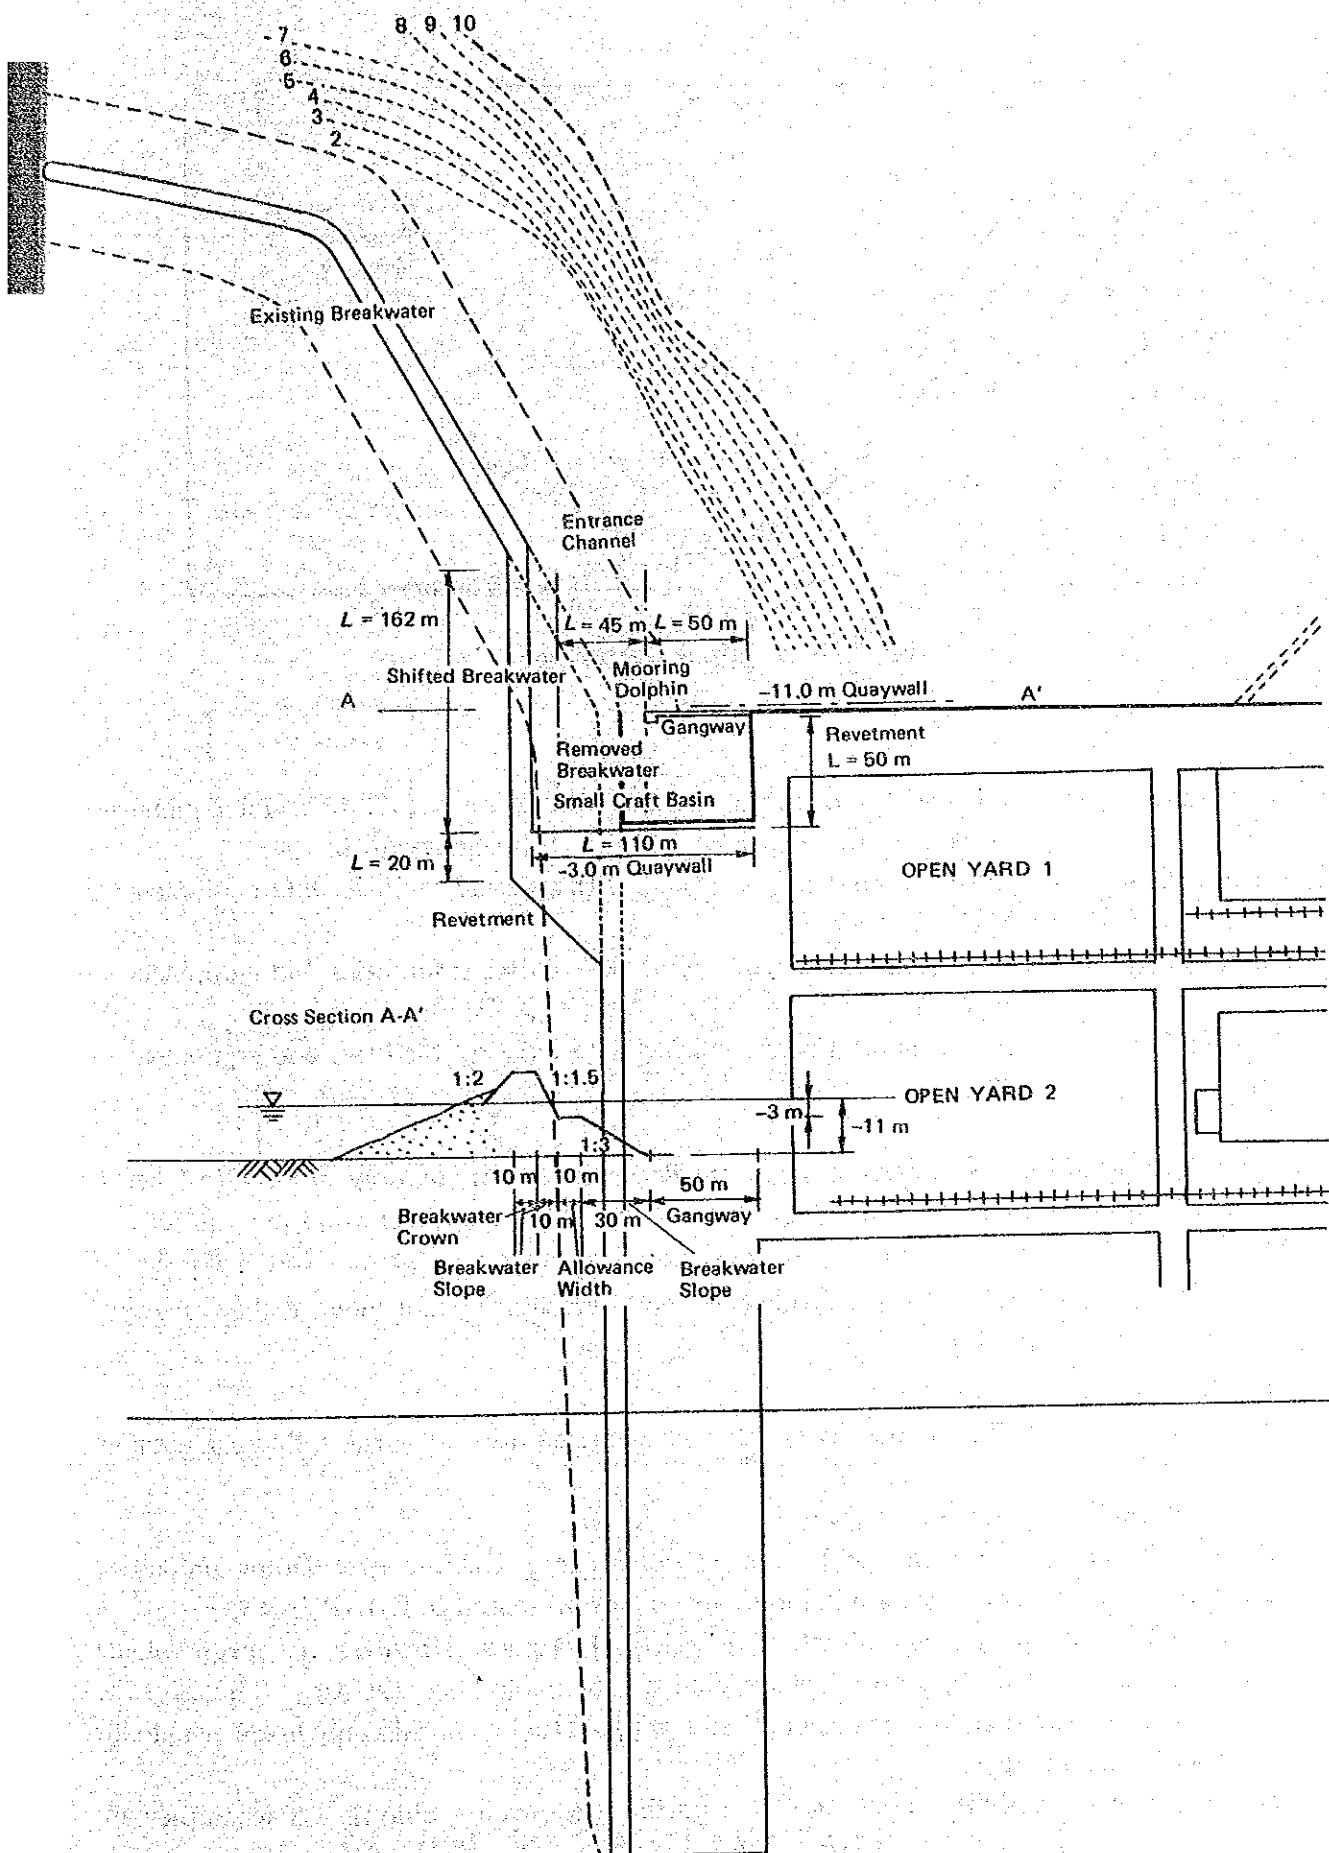 8 9 10
7
6
5
4
3
2
Existing Breakwater
Entrance
Channel
L = 162 m
L = 45 m
L = 50 m
Shifted Breakwater
Mooring
Dolphin
-11.0 m Quaywall
A
A'
Gangway
Revetment
L = 50 m
Removed
Breakwater
Small Craft Basin
L = 110 m
-3.0 m Quaywall
L = 20 m
OPEN YARD 1
Revetment
Cross Section A-A'
1:2
1:1.5
OPEN YARD 2
-3 m
-11 m
1:3
10 m
10 m
50 m
Breakwater
Crown
10 m
30 m
Gangway
Breakwater
Slope
Allowance
Width
Breakwater
Slope